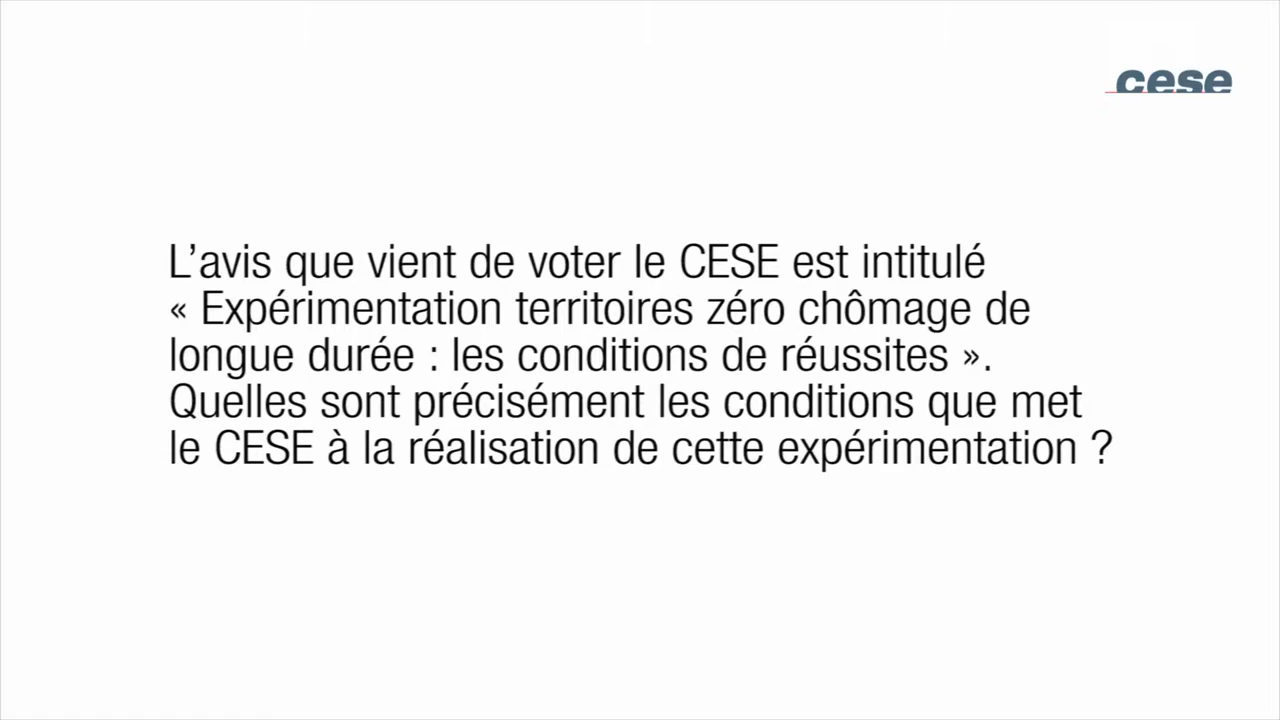 cese
L’avis que vient de voter le CESE est intitulé
« Expérimentation territoires zéro chômage de
longue durée : les conditions de réussites ».
Quelles sont précisément les conditions que met
le CESE à la réalisation de cette expérimentation ?